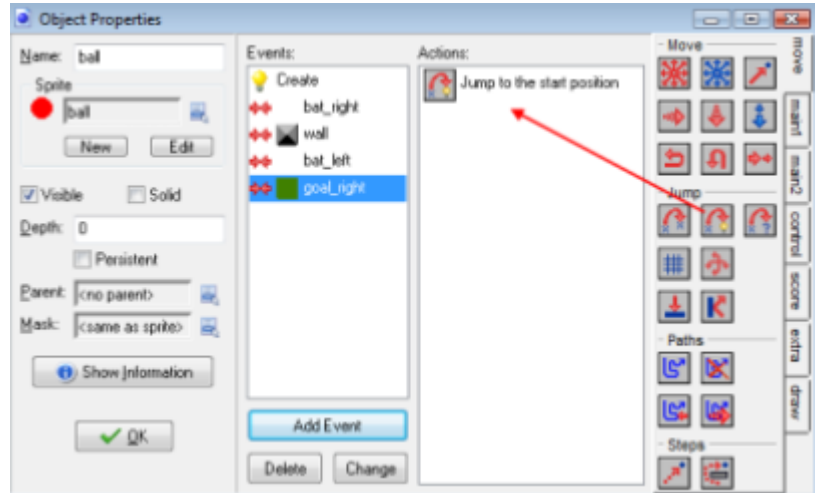 Object Properties
Name: ball
Sprite
ball
New Edit
Visible Solid
Depth: 0
Persistent
Parent: <no parent>
Mask: <same as sprite>
Show Information
OK
Events:
Create
bat_right
wall
bat_left
goal_right
Add Event
Delete Change
Actions:
Jump to the start position
Move
Jump
Paths
Steps
move
main1
main2
control
score
extra
draw